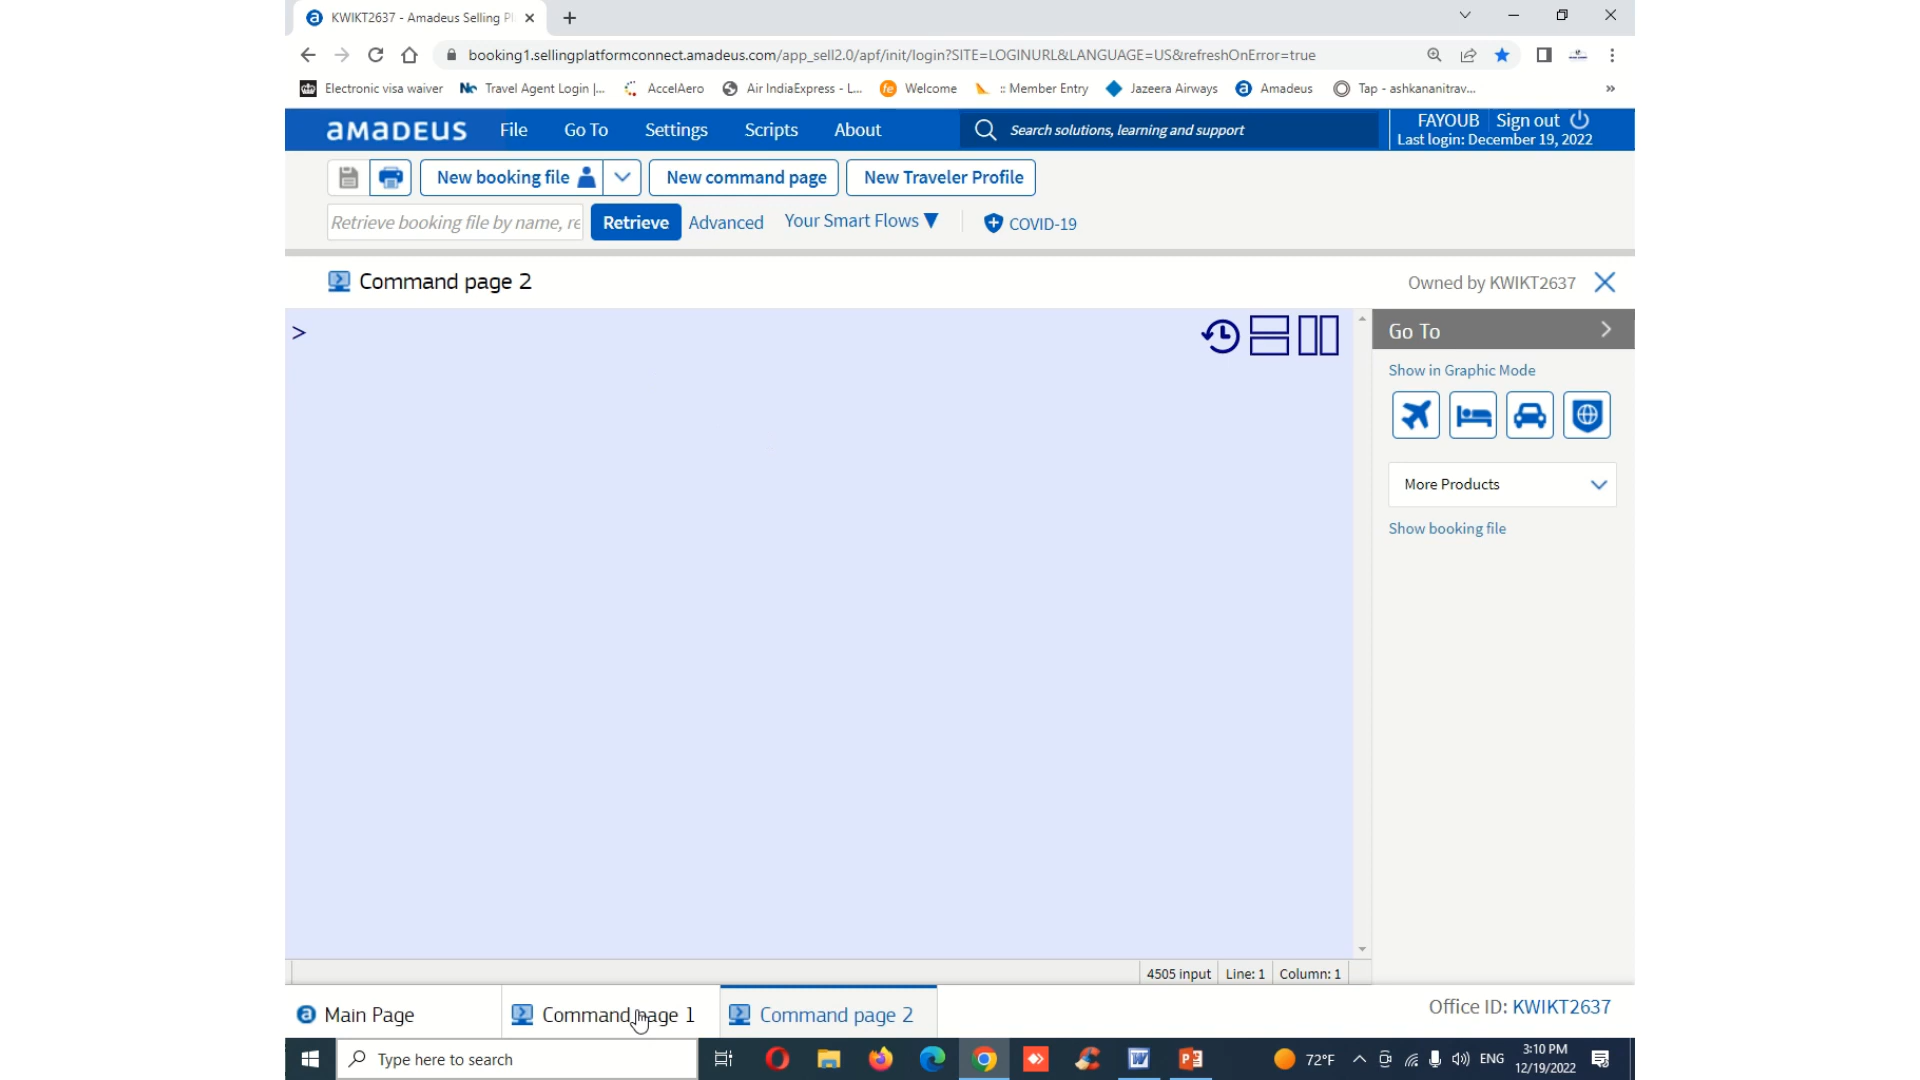 KWIKT2637 - Amadeus Selling Pl
booking1.sellingplatformconnect.amadeus.com/app_sell2.0/apf/init/login?SITE=LOGINURL&LANGUAGE=US&refreshOnError=true
Electronic visa waiver Travel Agent Login |... AccelAero Air IndiaExpress - L... Welcome :: Member Entry Jazeera Airways Amadeus Tap - ashkananitrav... »
amadeus File Go To Settings Scripts About Search solutions, learning and support FAYOUB Sign out
Last login: December 19, 2022
New booking file New command page New Traveler Profile
Retrieve booking file by name, re Retrieve Advanced Your Smart Flows COVID-19
Command page 2 Owned by KWIKT2637
>
Go To
Show in Graphic Mode
More Products
Show booking file
4505 input Line: 1 Column: 1
Main Page Command page 1 Command page 2 Office ID: KWIKT2637
Type here to search 72°F ENG 3:10 PM
12/19/2022